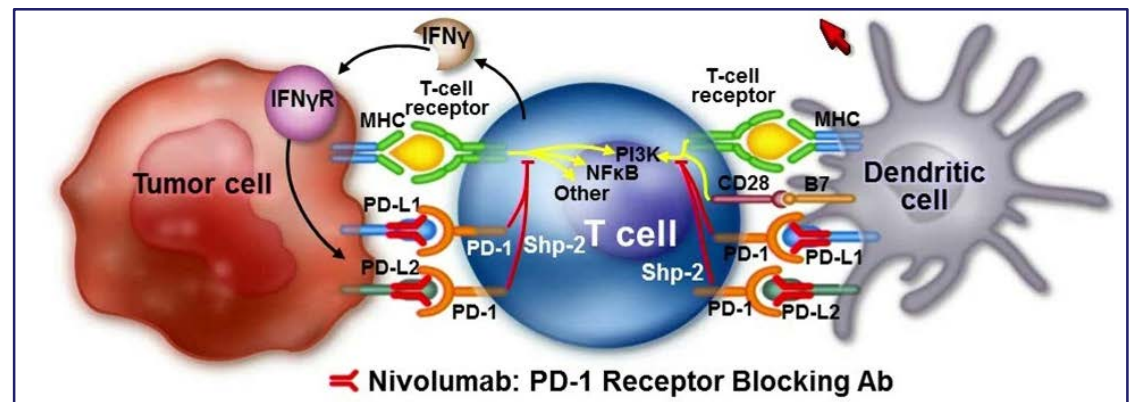 IFNγ
IFNγR
T-cell
receptor
MHC
Tumor cell
PD-L1
PD-1
PD-L2
PD-1
Shp-2
PI3K
NFκB
Other
T cell
Shp-2
T-cell
receptor
MHC
CD28
B7
Dendritic
cell
PD-1
PD-L1
PD-1
PD-L2
Nivolumab: PD-1 Receptor Blocking Ab